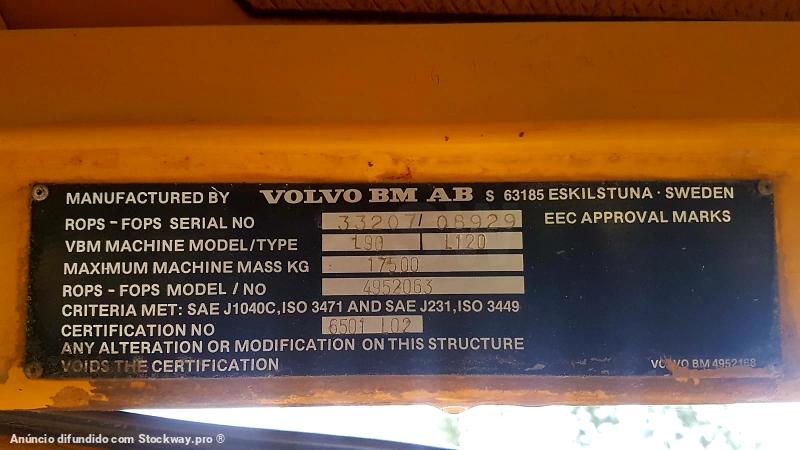 MANUFACTURED BY VOLVO BM AB S 63185 ESKILSTUNA · SWEDEN
ROPS - FOPS SERIAL NO 33207/ 08929 EEC APPROVAL MARKS
VBM MACHINE MODEL/TYPE L90 L120
MAXIMUM MACHINE MASS KG 17500
ROPS - FOPS MODEL / NO 4952063
CRITERIA MET: SAE J1040C, ISO 3471 AND SAE J231, ISO 3449
CERTIFICATION NO 6501 L02
ANY ALTERATION OR MODIFICATION ON THIS STRUCTURE
VOIDS THE CERTIFICATION
VOLVO BM 4952168
Anúncio difundido com Stockway.pro ®